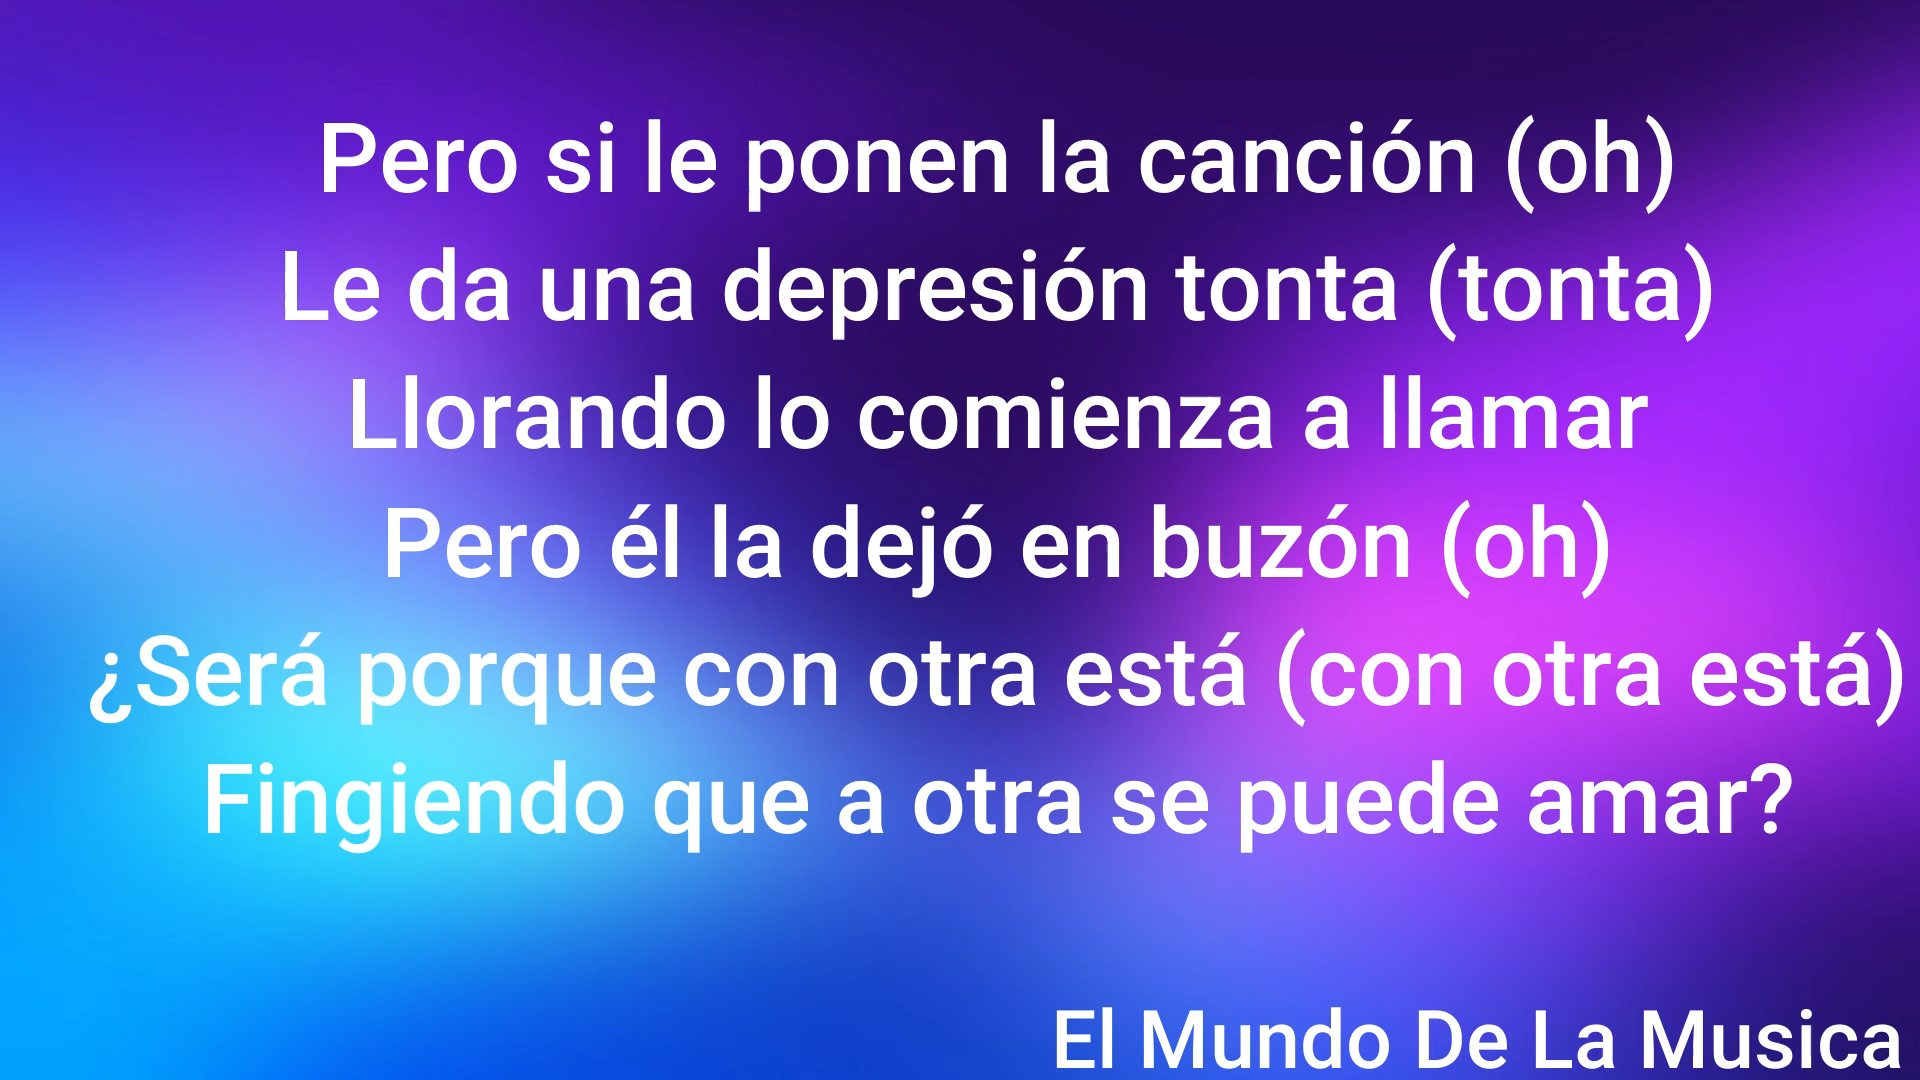 Pero si le ponen la canción (oh)
Le da una depresión tonta (tonta)
Llorando lo comienza a llamar
Pero él la dejó en buzón (oh)
¿Será porque con otra está (con otra está)
Fingiendo que a otra se puede amar?
El Mundo De La Musica